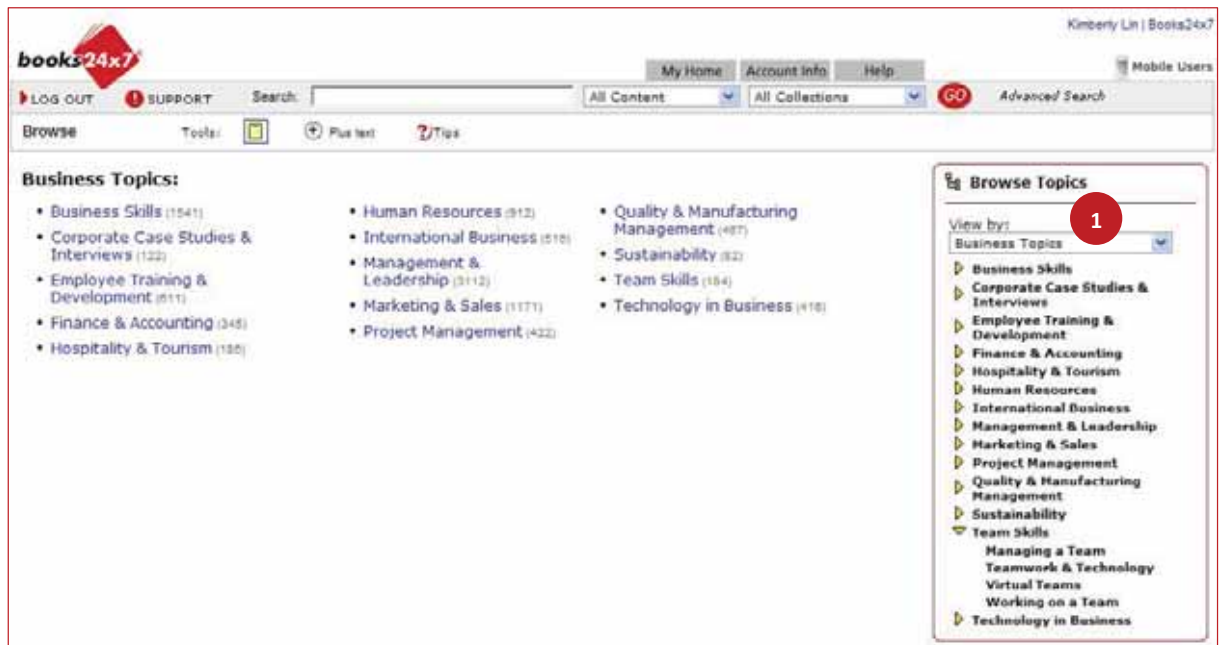 Kimberly Lin | Books24x7
books24x7
My Home Account Info Help Mobile Users
LOG OUT SUPPORT Search: All Content All Collections GO Advanced Search
Browse Tools: Plus text ?/Tips
Business Topics:
• Business Skills (1541)
• Corporate Case Studies &
Interviews (122)
• Employee Training &
Development (611)
• Finance & Accounting
• Hospitality & Tourism
• Human Resources (912)
• International Business
• Management &
Leadership (3112)
• Marketing & Sales (1171)
• Project Management (422)
• Quality & Manufacturing
Management (487)
• Sustainability
• Team Skills (184)
• Technology in Business
Browse Topics
1
View by:
Business Topics
Business Skills
Corporate Case Studies &
Interviews
Employee Training &
Development
Finance & Accounting
Hospitality & Tourism
Human Resources
International Business
Management & Leadership
Marketing & Sales
Project Management
Quality & Manufacturing
Management
Sustainability
Team Skills
Managing a Team
Teamwork & Technology
Virtual Teams
Working on a Team
Technology in Business